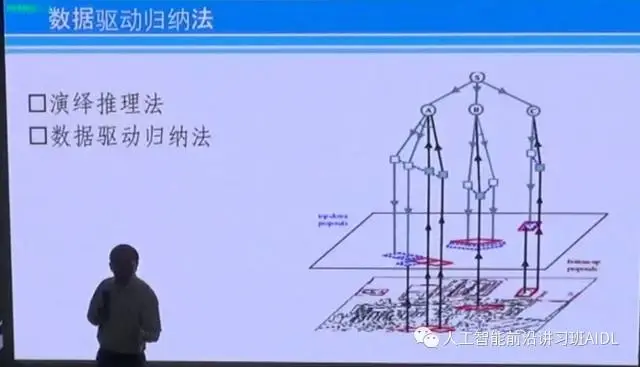 数据驱动归纳法
□演绎推理法
□数据驱动归纳法
S
A
B
C
top-down
proposals
bottom-up
proposals
人工智能前沿讲习班AIDL